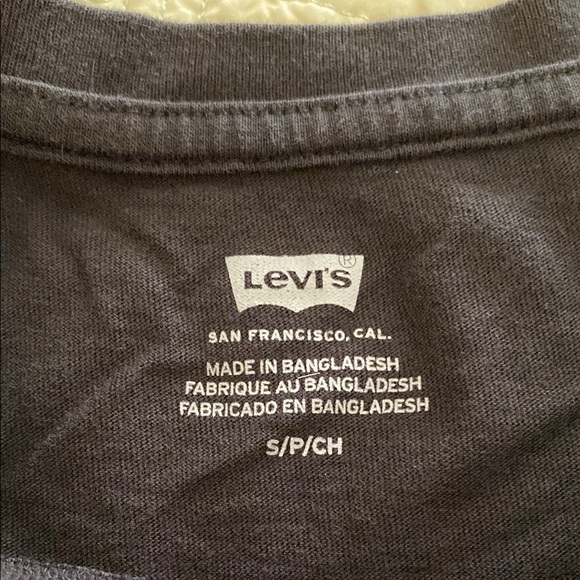 Levi's ®
SAN FRANCISCO, CAL.
MADE IN BANGLADESH
FABRIQUE AU BANGLADESH
FABRICADO EN BANGLADESH
S/P/CH